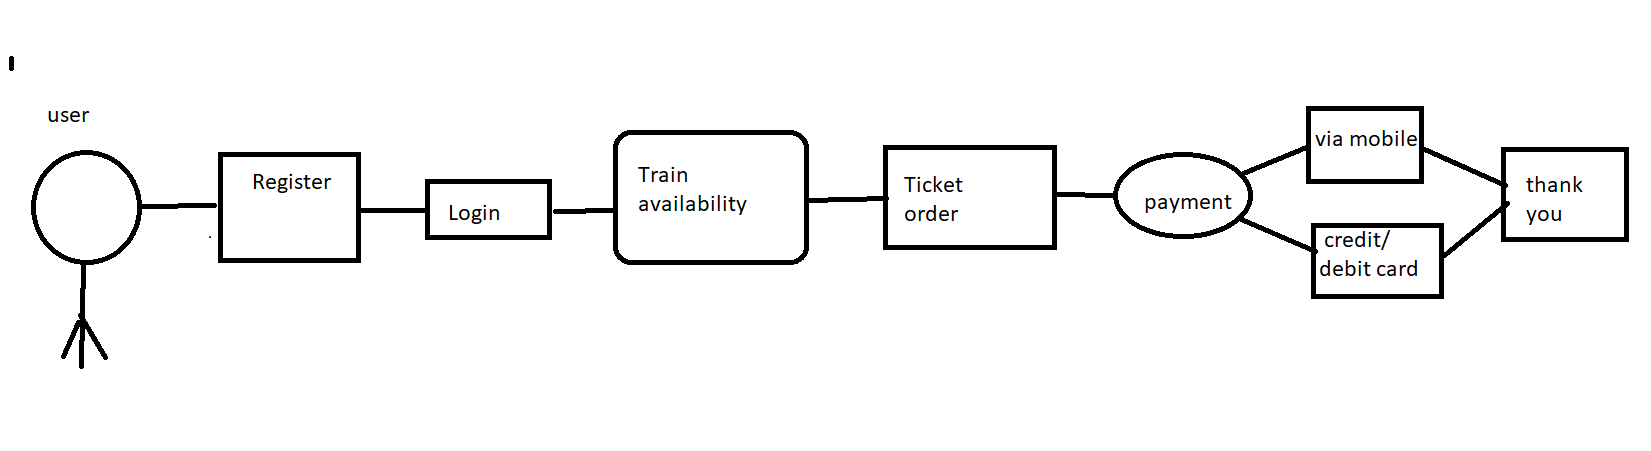 user
Register
Login
Train
availability
Ticket
order
payment
via mobile
credit/
debit card
thank
you